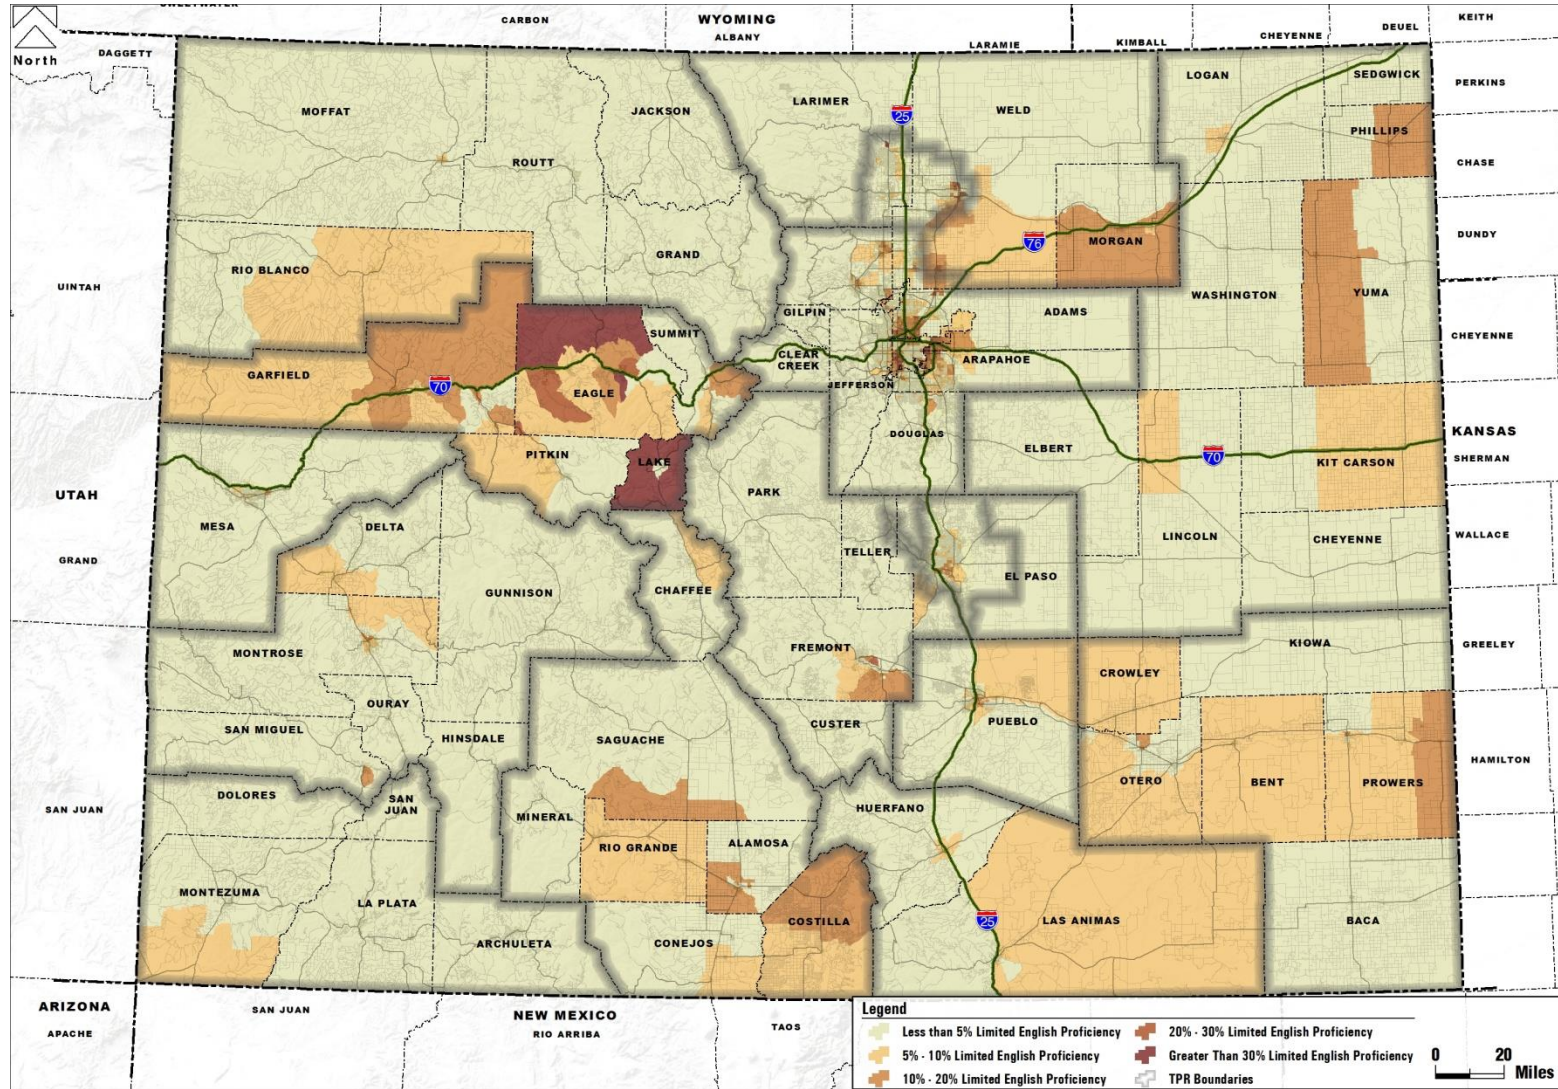 SWEETWATER
CARBON
WYOMING
ALBANY
LARAMIE
KIMBALL
CHEYENNE
DEUEL
KEITH
North
DAGGETT
MOFFAT
JACKSON
LARIMER
25
WELD
LOGAN
SEDGWICK
PERKINS
PHILLIPS
ROUTT
CHASE
RIO BLANCO
GRAND
76
MORGAN
DUNDY
UINTAH
WASHINGTON
YUMA
GILPIN
ADAMS
SUMMIT
CHEYENNE
CLEAR
CREEK
ARAPAHOE
GARFIELD
70
EAGLE
JEFFERSON
DOUGLAS
ELBERT
KANSAS
PITKIN
LAKE
70
KIT CARSON
SHERMAN
UTAH
PARK
MESA
DELTA
LINCOLN
CHEYENNE
WALLACE
GRAND
TELLER
EL PASO
GUNNISON
CHAFFEE
MONTROSE
FREMONT
KIOWA
GREELEY
CROWLEY
OURAY
SAN MIGUEL
HINSDALE
SAGUACHE
CUSTER
PUEBLO
HAMILTON
OTERO
BENT
PROWERS
DOLORES
SAN JUAN
SAN
JUAN
MINERAL
HUERFANO
RIO GRANDE
ALAMOSA
MONTEZUMA
LA PLATA
COSTILLA
25
LAS ANIMAS
BACA
ARCHULETA
CONEJOS
ARIZONA
APACHE
SAN JUAN
NEW MEXICO
RIO ARRIBA
TAOS
Legend
Less than 5% Limited English Proficiency
5% - 10% Limited English Proficiency
10% - 20% Limited English Proficiency
20% - 30% Limited English Proficiency
Greater Than 30% Limited English Proficiency
TPR Boundaries
0 20
Miles